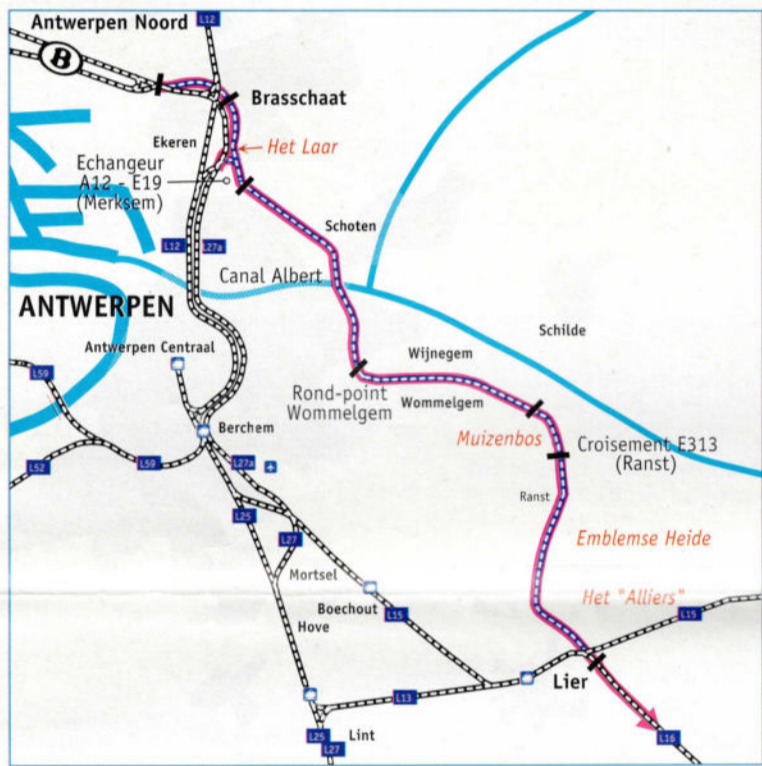 Antwerpen Noord
L12
B
Brasschaat
Ekeren
Het Laar
Echangeur
A12 - E19
(Merksem)
Schoten
L12
L27a
Canal Albert
ANTWERPEN
Schilde
Antwerpen Centraal
Wijnegem
L59
Rond-point
Wommelgem
Wommelgem
Berchem
Muizenbos
Croisement E313
(Ranst)
L52
L59
L27a
Ranst
L25
L27
Emblemse Heide
Mortsel
Het "Alliers"
Boechout
L15
L15
Hove
Lier
L13
L25
L27
Lint
L16